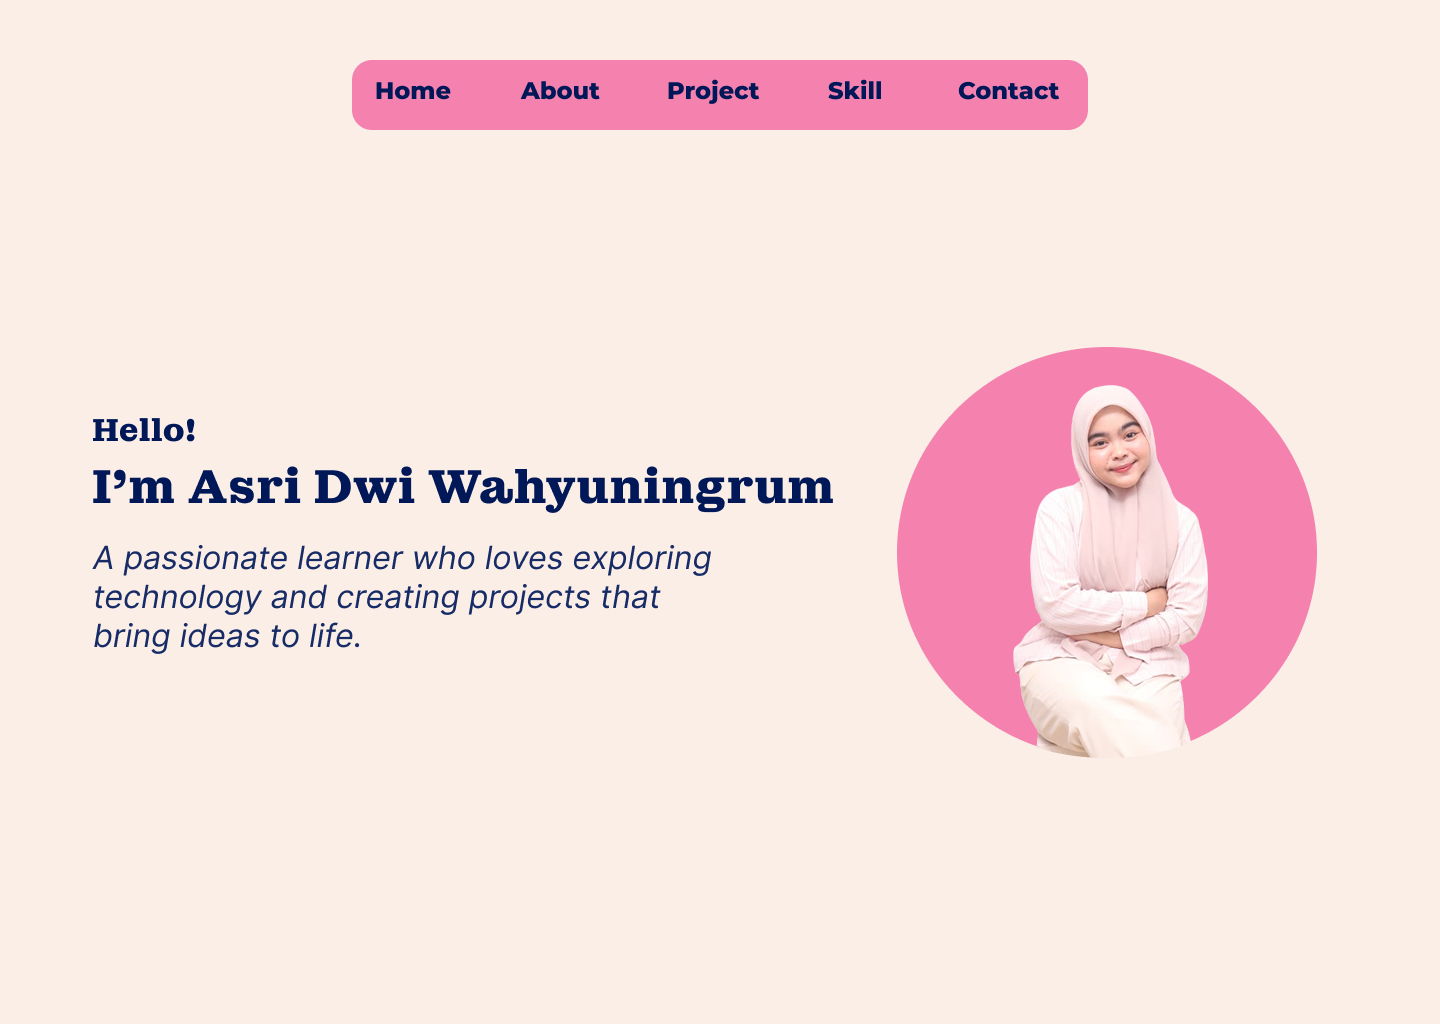 Home About Project Skill Contact
Hello!
I’m Asri Dwi Wahyuningrum
A passionate learner who loves exploring
technology and creating projects that
bring ideas to life.